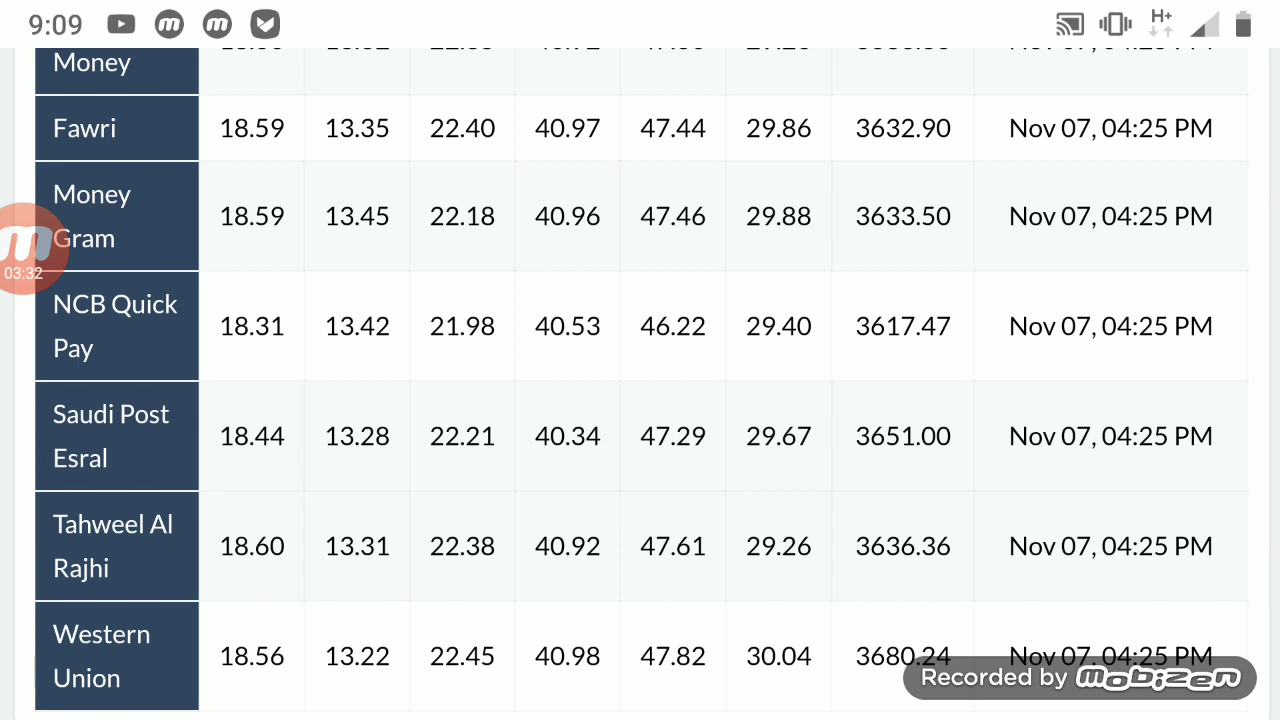 9:09
H+
Money
Nov 07, 04:25 PM
Fawri 18.59 13.35 22.40 40.97 47.44 29.86 3632.90 Nov 07, 04:25 PM
Money
Gram
18.59 13.45 22.18 40.96 47.46 29.88 3633.50 Nov 07, 04:25 PM
03:32
NCB Quick
Pay
18.31 13.42 21.98 40.53 46.22 29.40 3617.47 Nov 07, 04:25 PM
Saudi Post
Esral
18.44 13.28 22.21 40.34 47.29 29.67 3651.00 Nov 07, 04:25 PM
Tahweel Al
Rajhi
18.60 13.31 22.38 40.92 47.61 29.26 3636.36 Nov 07, 04:25 PM
Western
Union
18.56 13.22 22.45 40.98 47.82 30.04 3680.24 Nov 07, 04:25 PM
Recorded by mobizen